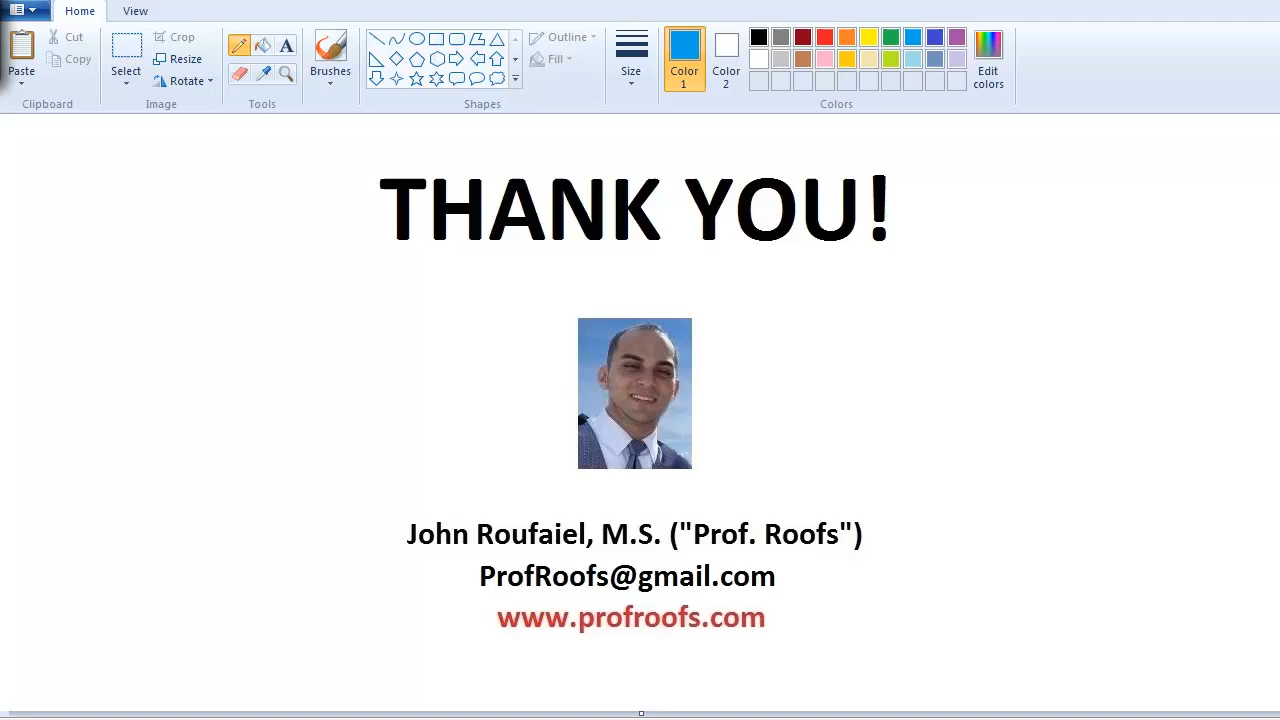 Home View
Cut Crop Outline
Copy Resize Fill
Paste Select Rotate Brushes Size Color 1 Color 2 Edit colors
Clipboard Image Tools Shapes Colors
THANK YOU!
John Roufaiel, M.S. ("Prof. Roofs")
ProfRoofs@gmail.com
www.profroofs.com